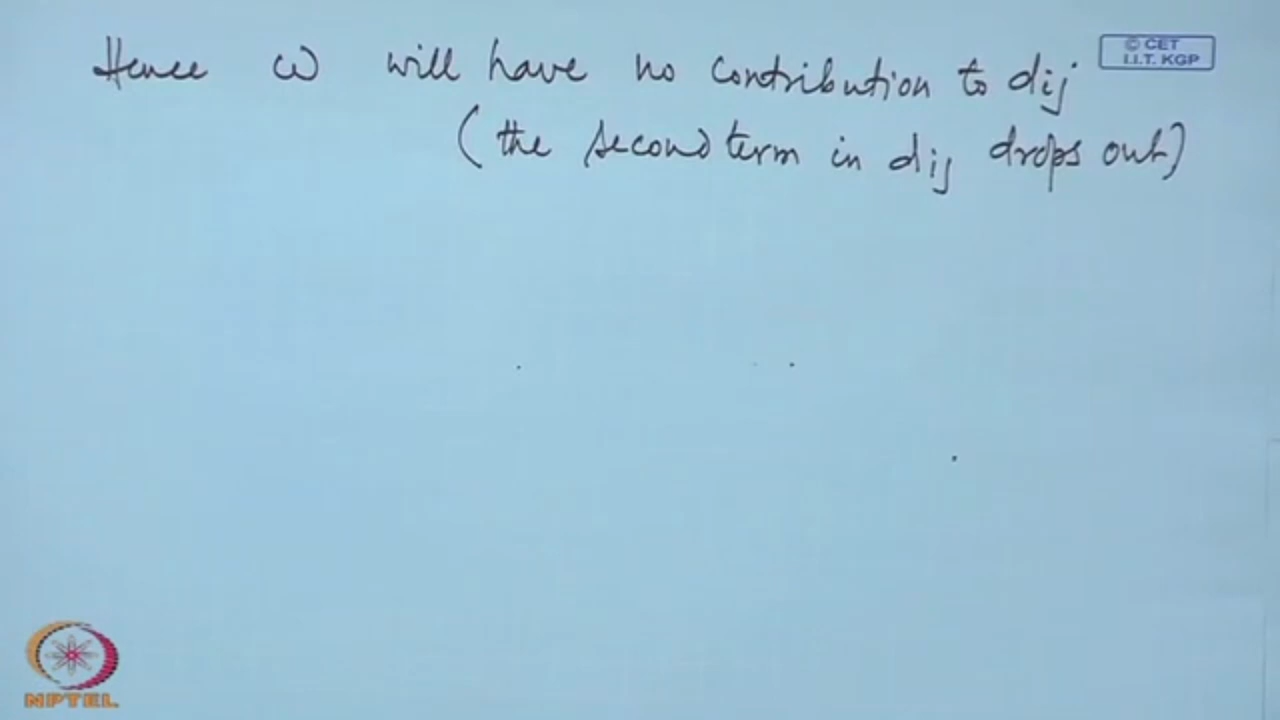 Hence ω will have no contribution to dij
© CET
I.I.T. KGP
(the second term in dij drops out)
NPTEL